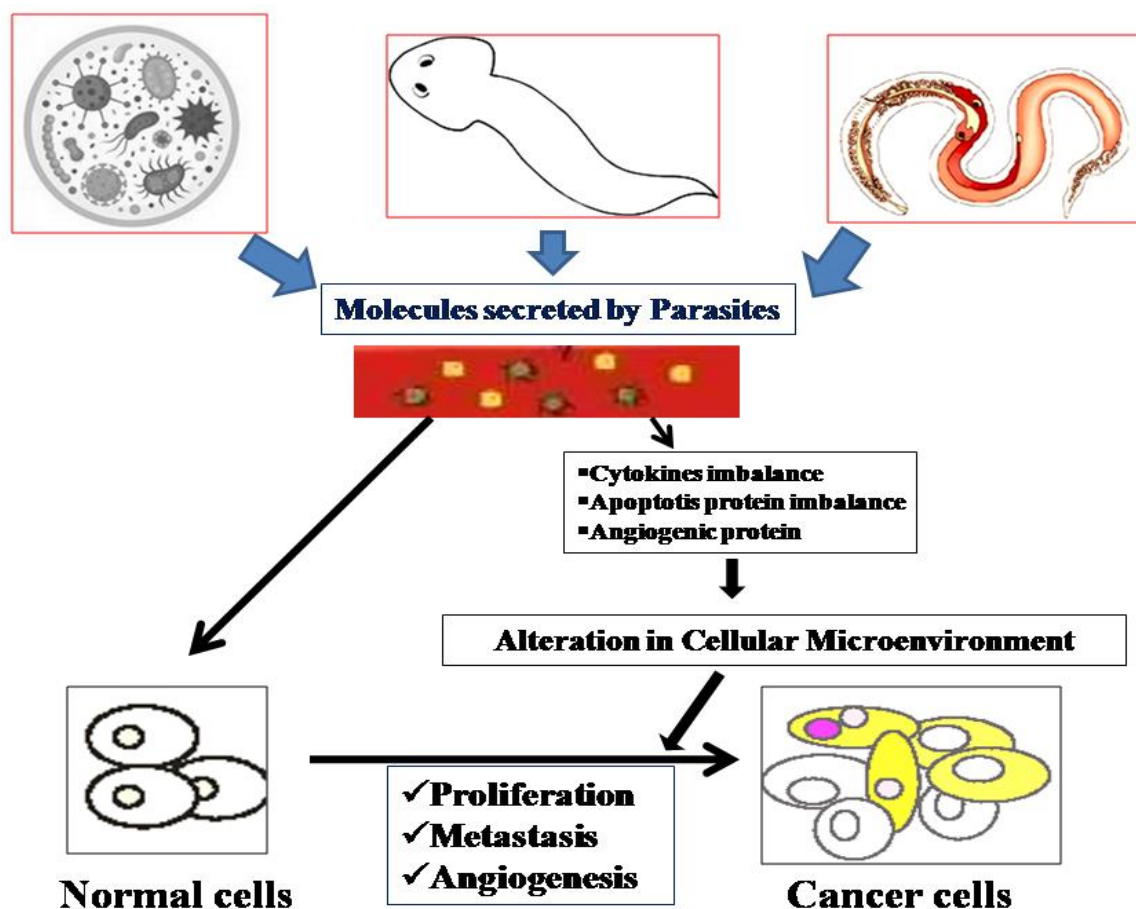 Molecules secreted by Parasites
▪Cytokines imbalance
▪Apoptotis protein imbalance
▪Angiogenic protein
Alteration in Cellular Microenvironment
✓Proliferation
✓Metastasis
✓Angiogenesis
Normal cells
Cancer cells